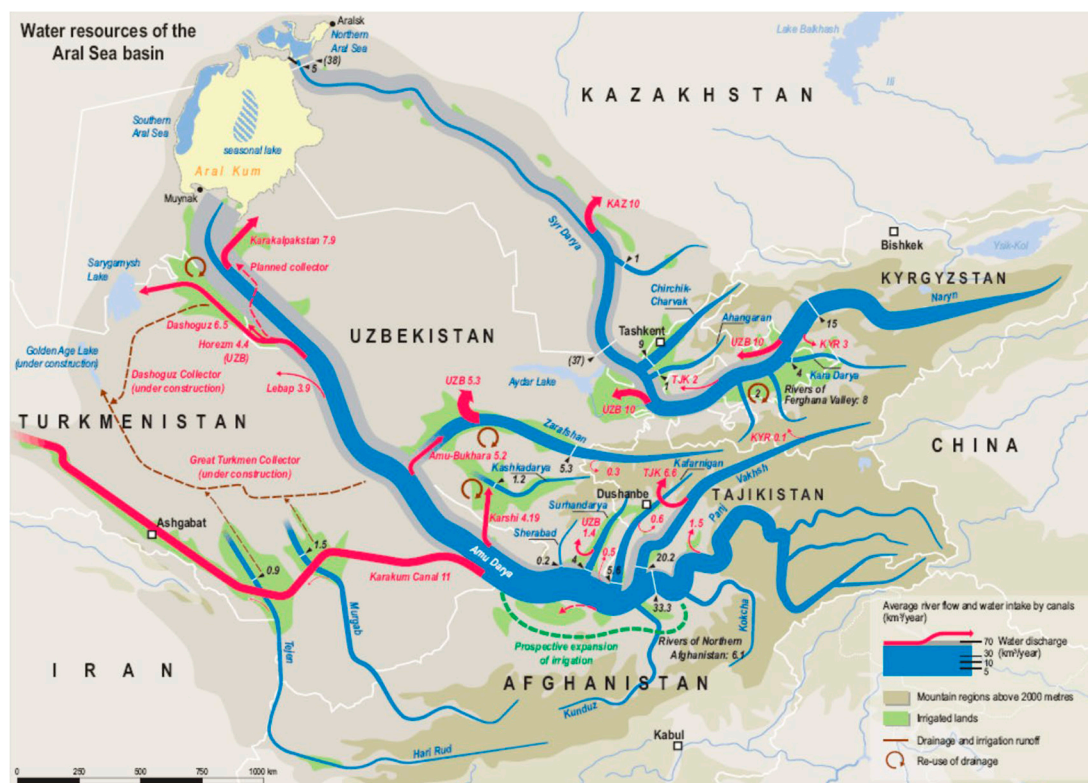 Water resources of the
Aral Sea basin
Aralsk
Northern
Aral Sea
(38)
5
Lake Balkhash
Ili
KAZAKHSTAN
Southern
Aral Sea
seasonal lake
Aral Kum
Muynak
KAZ 10
Syr Darya
Karakalpakstan 7.9
Planned collector
Sarygamysh
Lake
1
Bishkek
Ysik-Kol
KYRGYZSTAN
Naryn
Chirchik-
Charvak
Ahangaran
Tashkent
9
15
UZB 10
KYR 3
UZBEKISTAN
Dashoguz 6.5
Horezm 4.4
(UZB)
(37)
TJK 2
1
4
Kara Darya
Golden Age Lake
(under construction)
Dashoguz Collector
(under construction)
Lebap 3.9
Aydar Lake
UZB 5.3
UZB 10
2
Rivers of
Ferghana Valley: 8
TURKMENISTAN
Zarafshan
KYR 0.1
CHINA
Amu-Bukhara 5.2
5.3
0.3
Great Turkmen Collector
(under construction)
Kashkadarya
1.2
Kafarnigan
Vakhsh
TJK 6.6
Dushanbe
TAJIKISTAN
Surhandarya
Panj
Karshi 4.19
Sherabad
UZB
1.4
0.6
1.5
Ashgabat
0.5
1.5
Amu Darya
0.2
4
20.2
0.9
Karakum Canal 11
33.3
Murgab
Kokcha
Tejen
Rivers of Northern
Afghanistan: 6.1
Prospective expansion
of irrigation
IRAN
AFGHANISTAN
Kunduz
Hari Rud
Kabul
0 250 500 750 1000 km
Average river flow and water intake by canals
(km³/year)
70 Water discharge
30 (km³/year)
10
5
Mountain regions above 2000 metres
Irrigated lands
Drainage and irrigation runoff
Re-use of drainage